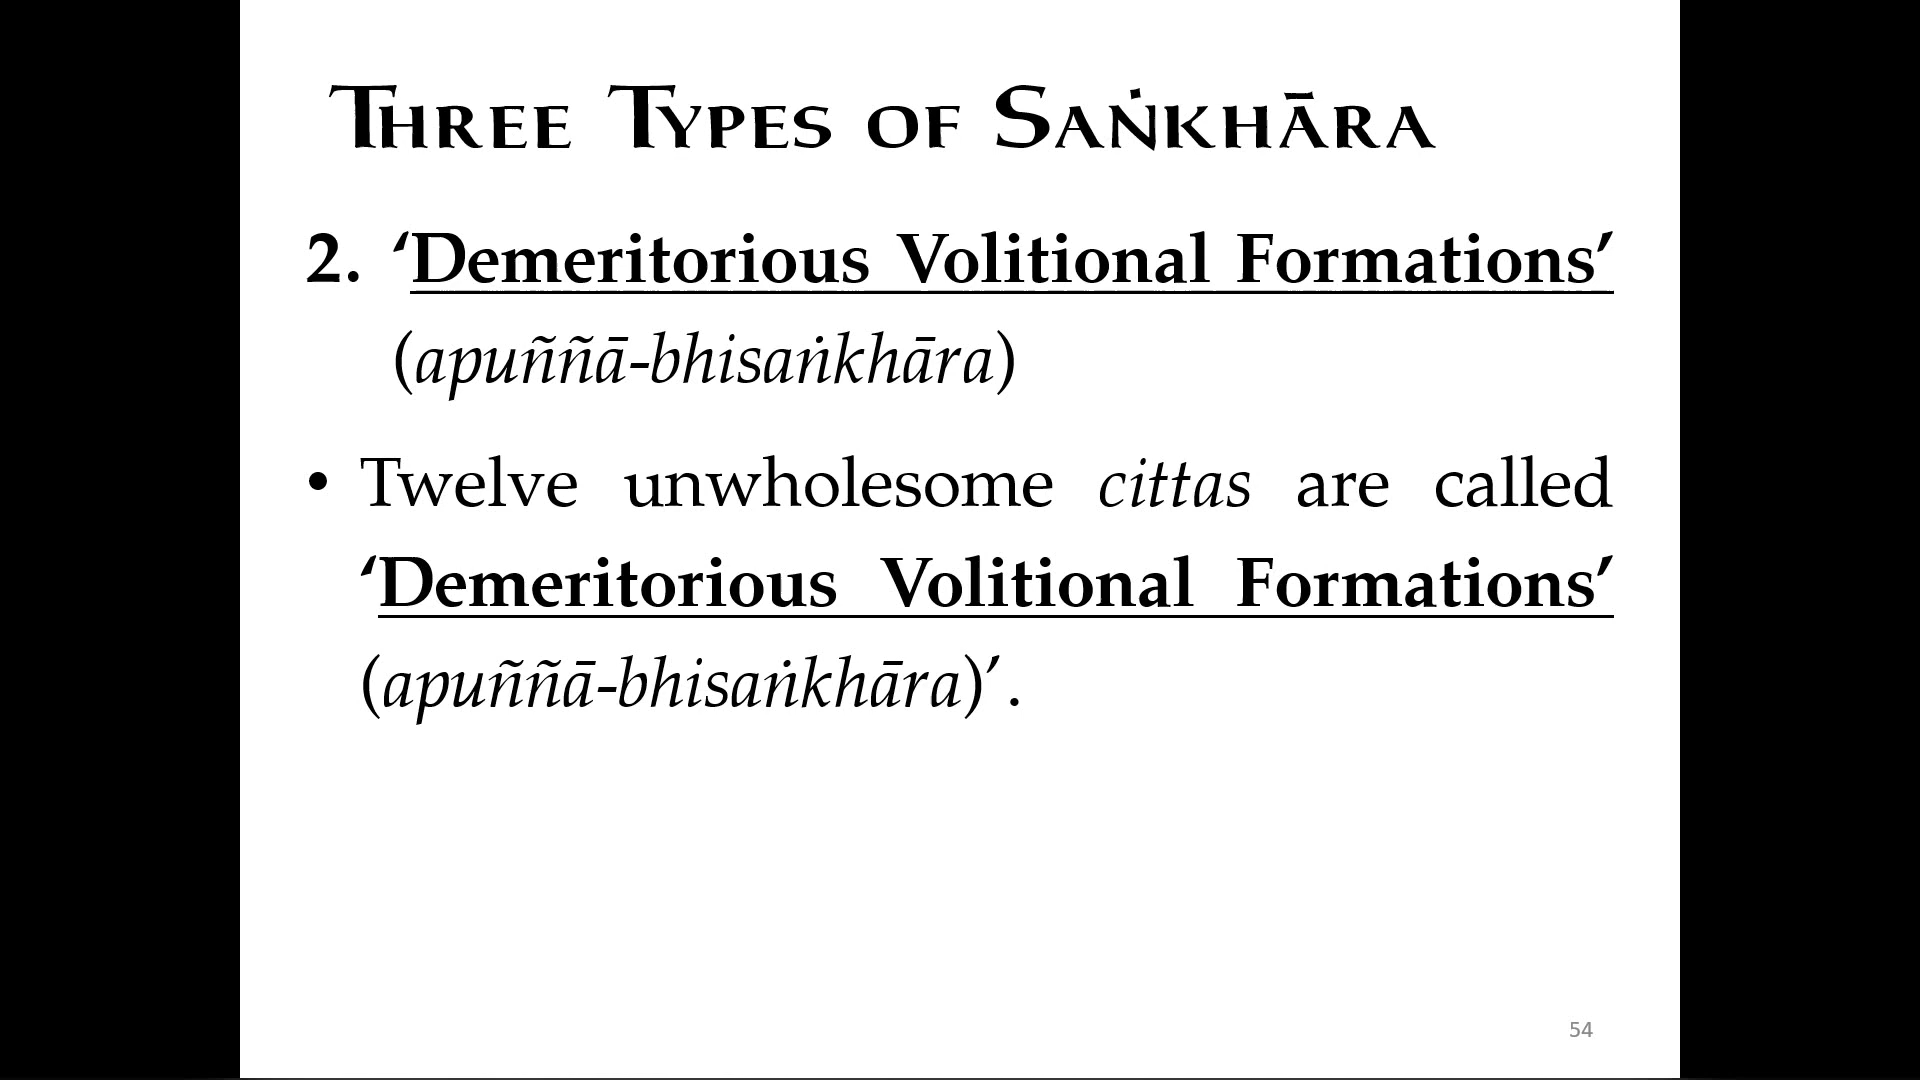 Three Types of Saṅkhāra
2. ‘Demeritorious Volitional Formations’
(apuññā-bhisaṅkhāra)
• Twelve unwholesome cittas are called
‘Demeritorious Volitional Formations’
(apuññā-bhisaṅkhāra)’.
54